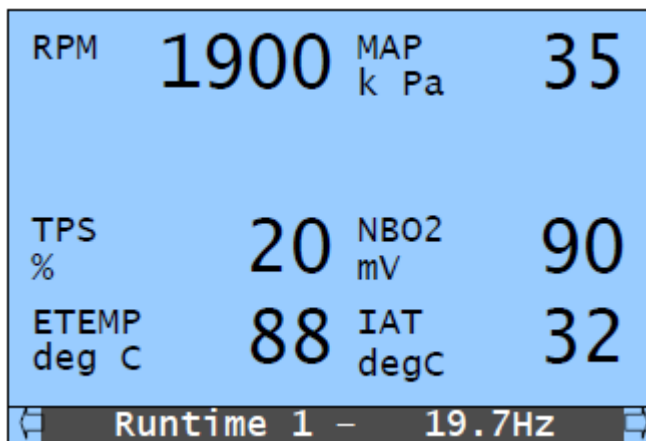 RPM 1900 MAP 35
k Pa
TPS 20 NBO2 90
% mV
ETEMP 88 IAT 32
deg C degC
Runtime 1 – 19.7Hz